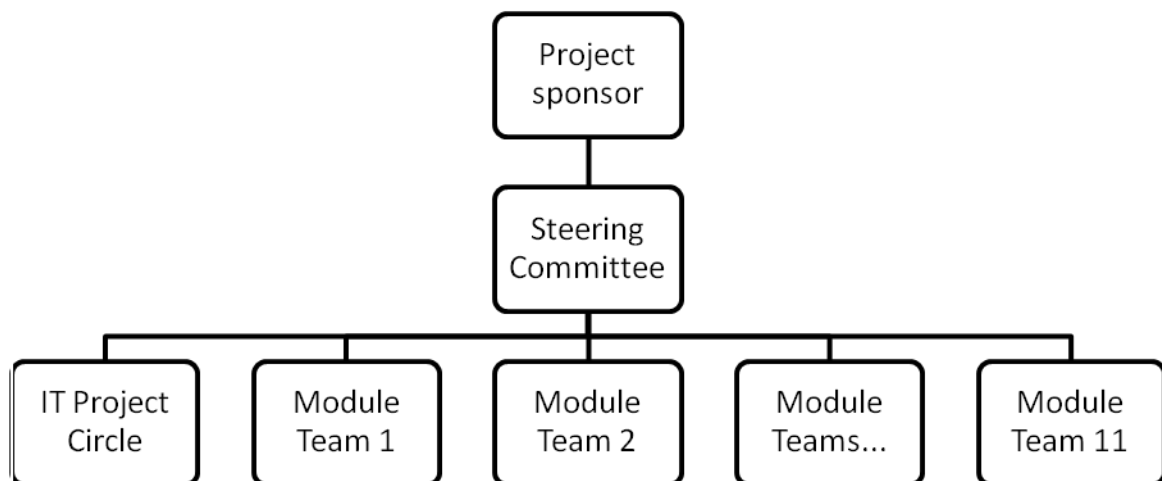 Project
sponsor
Steering
Committee
IT Project
Circle
Module
Team 1
Module
Team 2
Module
Teams...
Module
Team 11